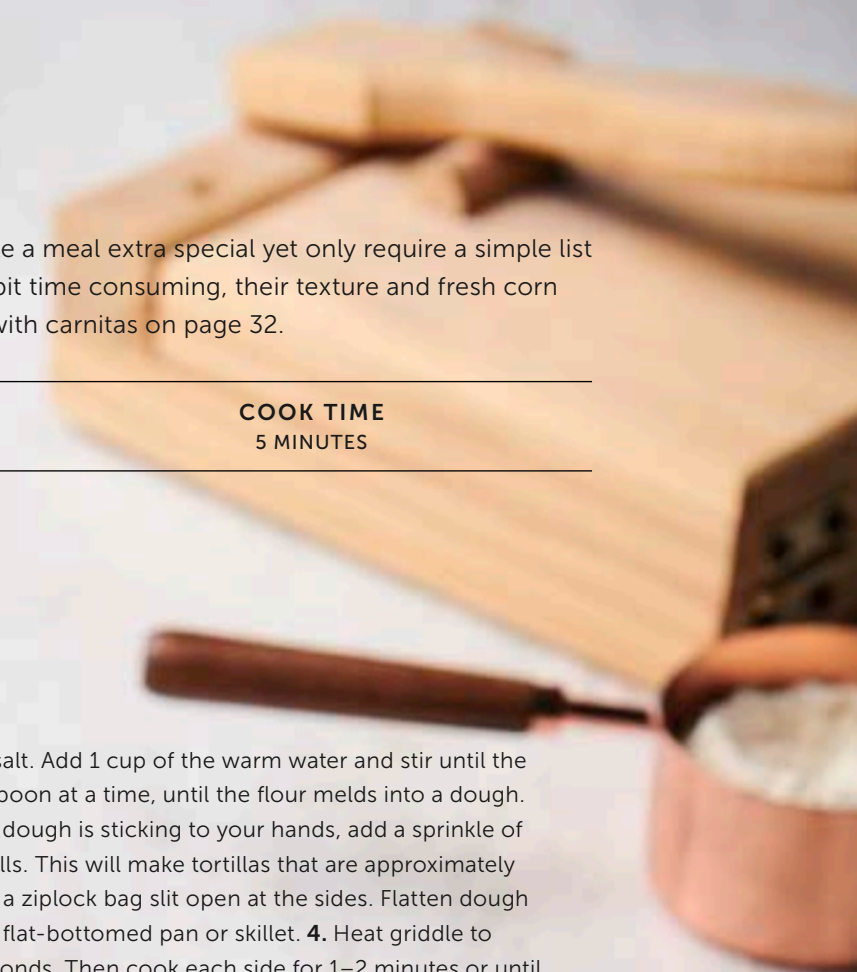 e a meal extra special yet only require a simple list
bit time consuming, their texture and fresh corn
with carnitas on page 32.
COOK TIME
5 MINUTES
salt. Add 1 cup of the warm water and stir until the
poon at a time, until the flour melds into a dough.
dough is sticking to your hands, add a sprinkle of
lls. This will make tortillas that are approximately
a ziplock bag slit open at the sides. Flatten dough
flat-bottomed pan or skillet. 4. Heat griddle to
onds. Then cook each side for 1–2 minutes or until